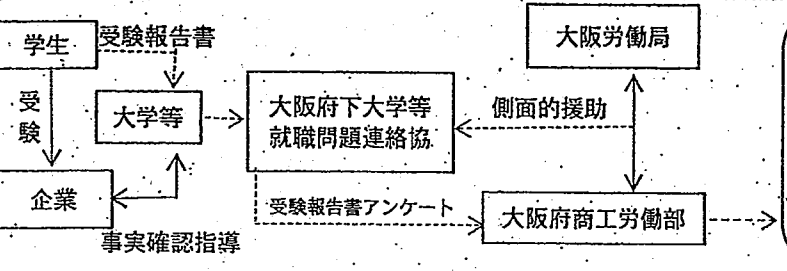 学生
受験報告書
大阪労働局
受
験
大学等
大阪府下大学等
就職問題連絡協
側面的援助
企業
受験報告書アンケート
大阪府商工労働部
事実確認指導